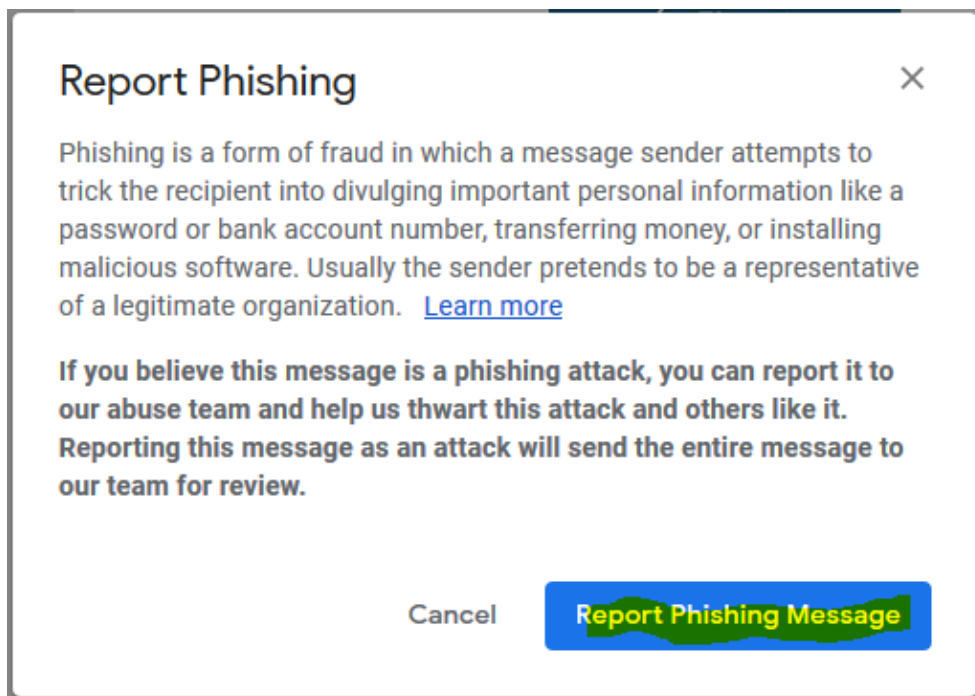 Report Phishing
Phishing is a form of fraud in which a message sender attempts to
trick the recipient into divulging important personal information like a
password or bank account number, transferring money, or installing
malicious software. Usually the sender pretends to be a representative
of a legitimate organization. Learn more
If you believe this message is a phishing attack, you can report it to
our abuse team and help us thwart this attack and others like it.
Reporting this message as an attack will send the entire message to
our team for review.
Cancel Report Phishing Message